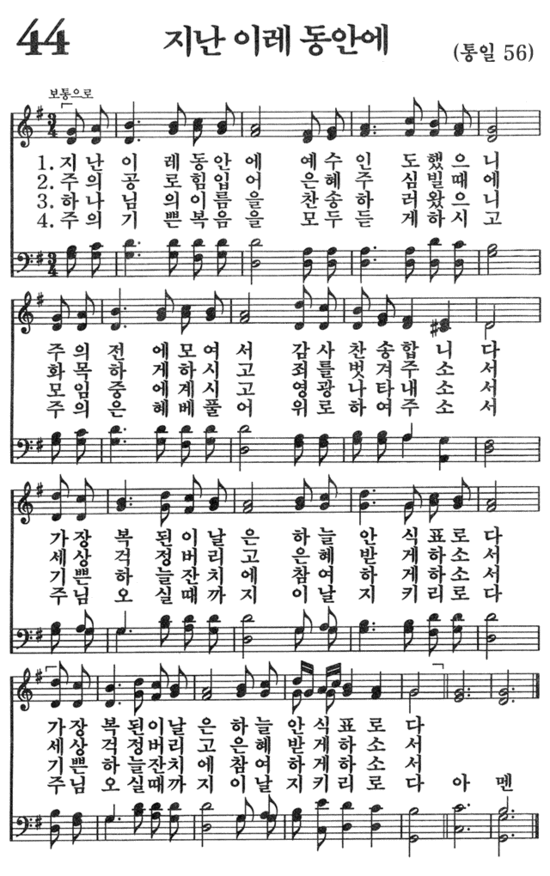 44 지난 이레 동안에 (통일 56)
보통으로
1. 지 난 이 레 동 안 에 예 수 인 도 했 으 니
2. 주 의 공 로 힘 입 어 은 혜 주 심 빌 때 에
3. 하 나 님 의 이 름 을 찬 송 하 러 왔 으 니
4. 주 의 기 쁜 복 음 을 모 두 듣 게 하 시 고
주 의 전 에 모 여 서 감 사 찬 송 합 니 다
화 목 하 게 하 시 고 죄 를 벗 겨 주 소 서
모 임 중 에 계 시 고 영 광 나 타 내 소 서
주 의 은 혜 베 풀 어 위 로 하 여 주 소 서
가 장 복 된 이 날 은 하 늘 안 식 표 로 다
세 상 걱 정 버 리 고 은 혜 받 게 하 소 서
기 쁜 하 늘 잔 치 에 참 여 하 게 하 소 서
주 님 오 실 때 까 지 이 날 지 키 리 로 다
가 장 복 된 이 날 은 하 늘 안 식 표 로 다
세 상 걱 정 버 리 고 은 혜 받 게 하 소 서
기 쁜 하 늘 잔 치 에 참 여 하 게 하 소 서
주 님 오 실 때 까 지 이 날 지 키 리 로 다 아 멘